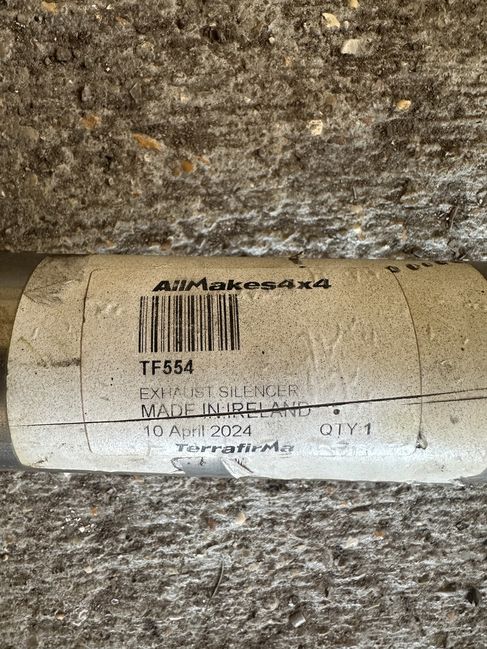 AllMakes4x4
TF554
EXHAUST SILENCER
MADE IN IRELAND
10 April 2024 QTY 1
TerrafirMa